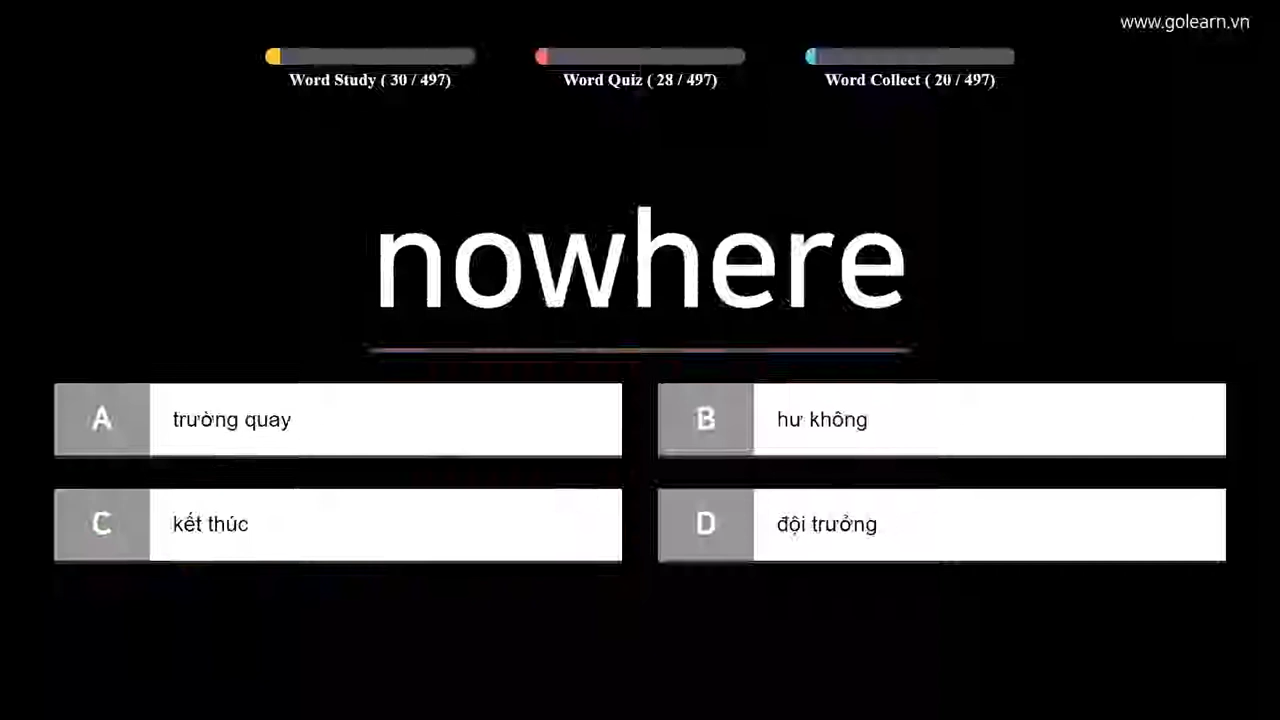 www.golearn.vn
Word Study ( 30 / 497)
Word Quiz ( 28 / 497)
Word Collect ( 20 / 497)
nowhere
A trường quay
B hư không
C kết thúc
D đội trưởng